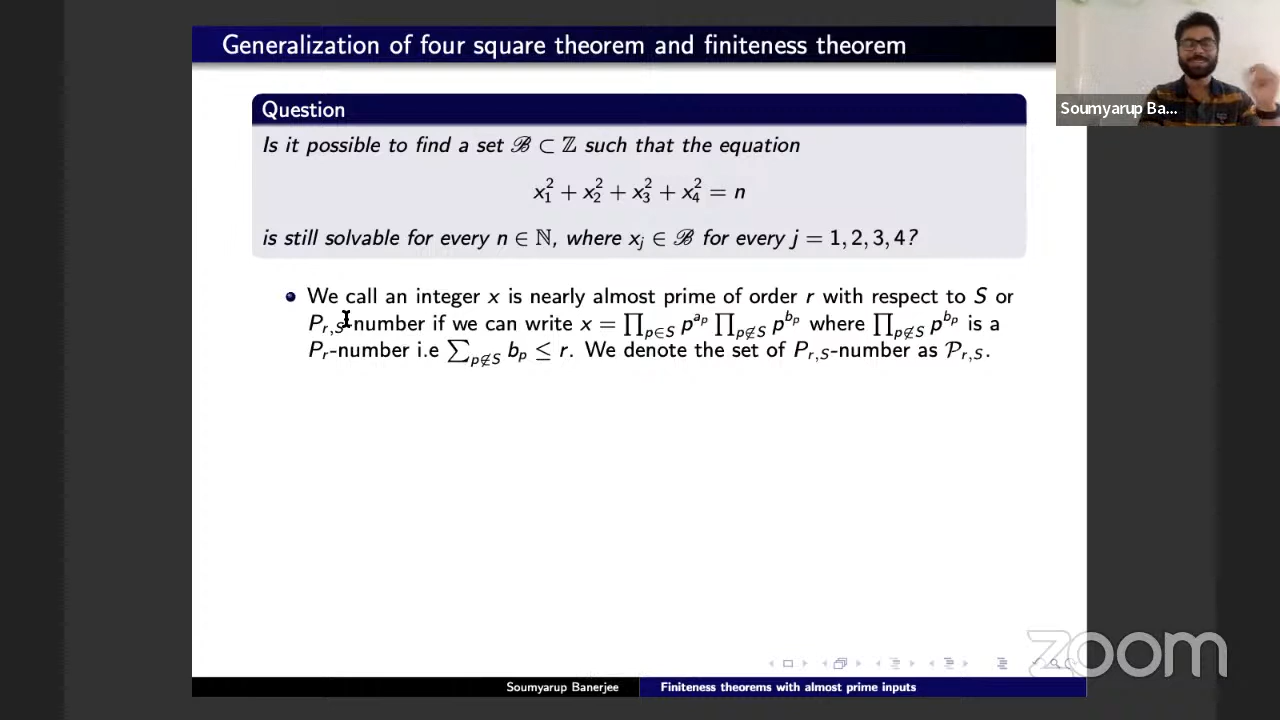 Generalization of four square theorem and finiteness theorem
Soumyarup Ba...
Question
Is it possible to find a set ℬ ⊂ ℤ such that the equation
x₁² + x₂² + x₃² + x₄² = n
is still solvable for every n ∈ ℕ, where xⱼ ∈ ℬ for every j = 1, 2, 3, 4?
• We call an integer x is nearly almost prime of order r with respect to S or
P_{r,S}-number if we can write x = ∏_{p∈S} p^{a_p} ∏_{p∉S} p^{b_p} where ∏_{p∉S} p^{b_p} is a
P_r-number i.e ∑_{p∉S} b_p ≤ r. We denote the set of P_{r,S}-number as 𝒫_{r,S}.
zoom
Soumyarup Banerjee
Finiteness theorems with almost prime inputs